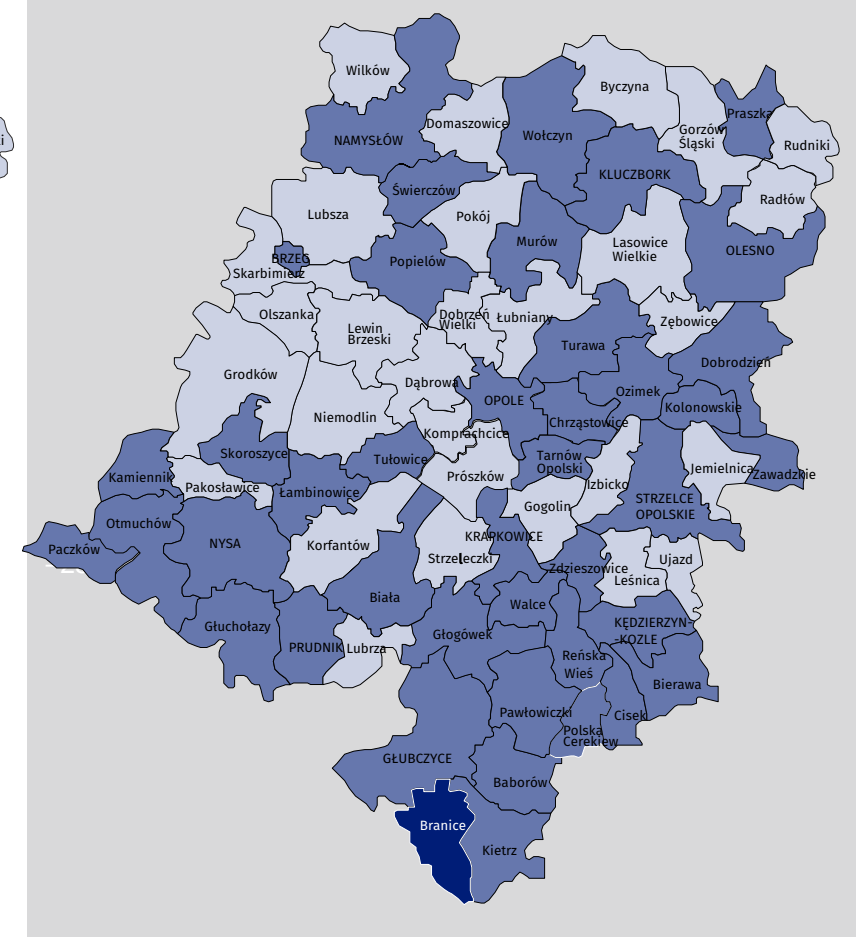 Wilków
Byczyna
Praszka
Domaszowice
Gorzów
Śląski
NAMYSŁÓW
Wołczyn
Rudniki
KLUCZBORK
Świerczów
Radłów
Lubsza
Pokój
Murów
Lasowice
Wielkie
OLESNO
BRZEG
Popielów
Skarbimierz
Olszanka
Dobrzeń
Wielki
Łubniany
Zębowice
Lewin
Brzeski
Turawa
Dobrodzień
Grodków
Dąbrowa
Ozimek
OPOLE
Kolonowskie
Niemodlin
Chrząstowice
Komprachcice
Skoroszyce
Tułowice
Tarnów
Opolski
Jemielnica
Zawadzkie
Kamiennik
Prószków
Pakosławice
Łambinowice
Izbicko
STRZELCE
OPOLSKIE
Gogolin
Otmuchów
KRAPKOWICE
Paczków
NYSA
Korfantów
Strzeleczki
Ujazd
Zdzieszowice
Leśnica
Biała
Walce
Głuchołazy
KĘDZIERZYN-
-KOZLE
Głogówek
PRUDNIK
Lubrza
Reńska
Wieś
Bierawa
Pawłowiczki
Cisek
Polska
Cerekiew
GŁUBCZYCE
Baborów
Branice
Kietrz